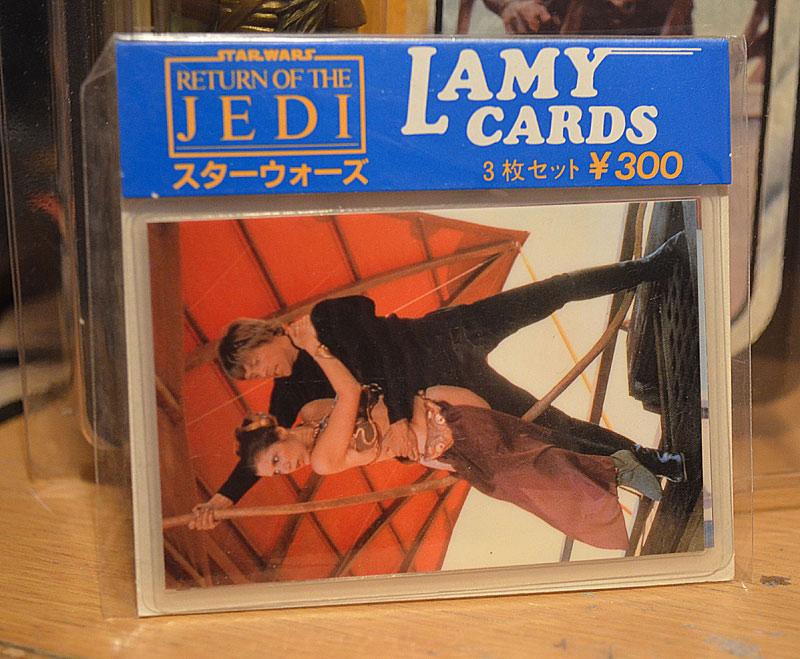 STAR WARS
RETURN OF THE
JEDI
スターウォーズ
LAMY
CARDS
3枚セット ¥300